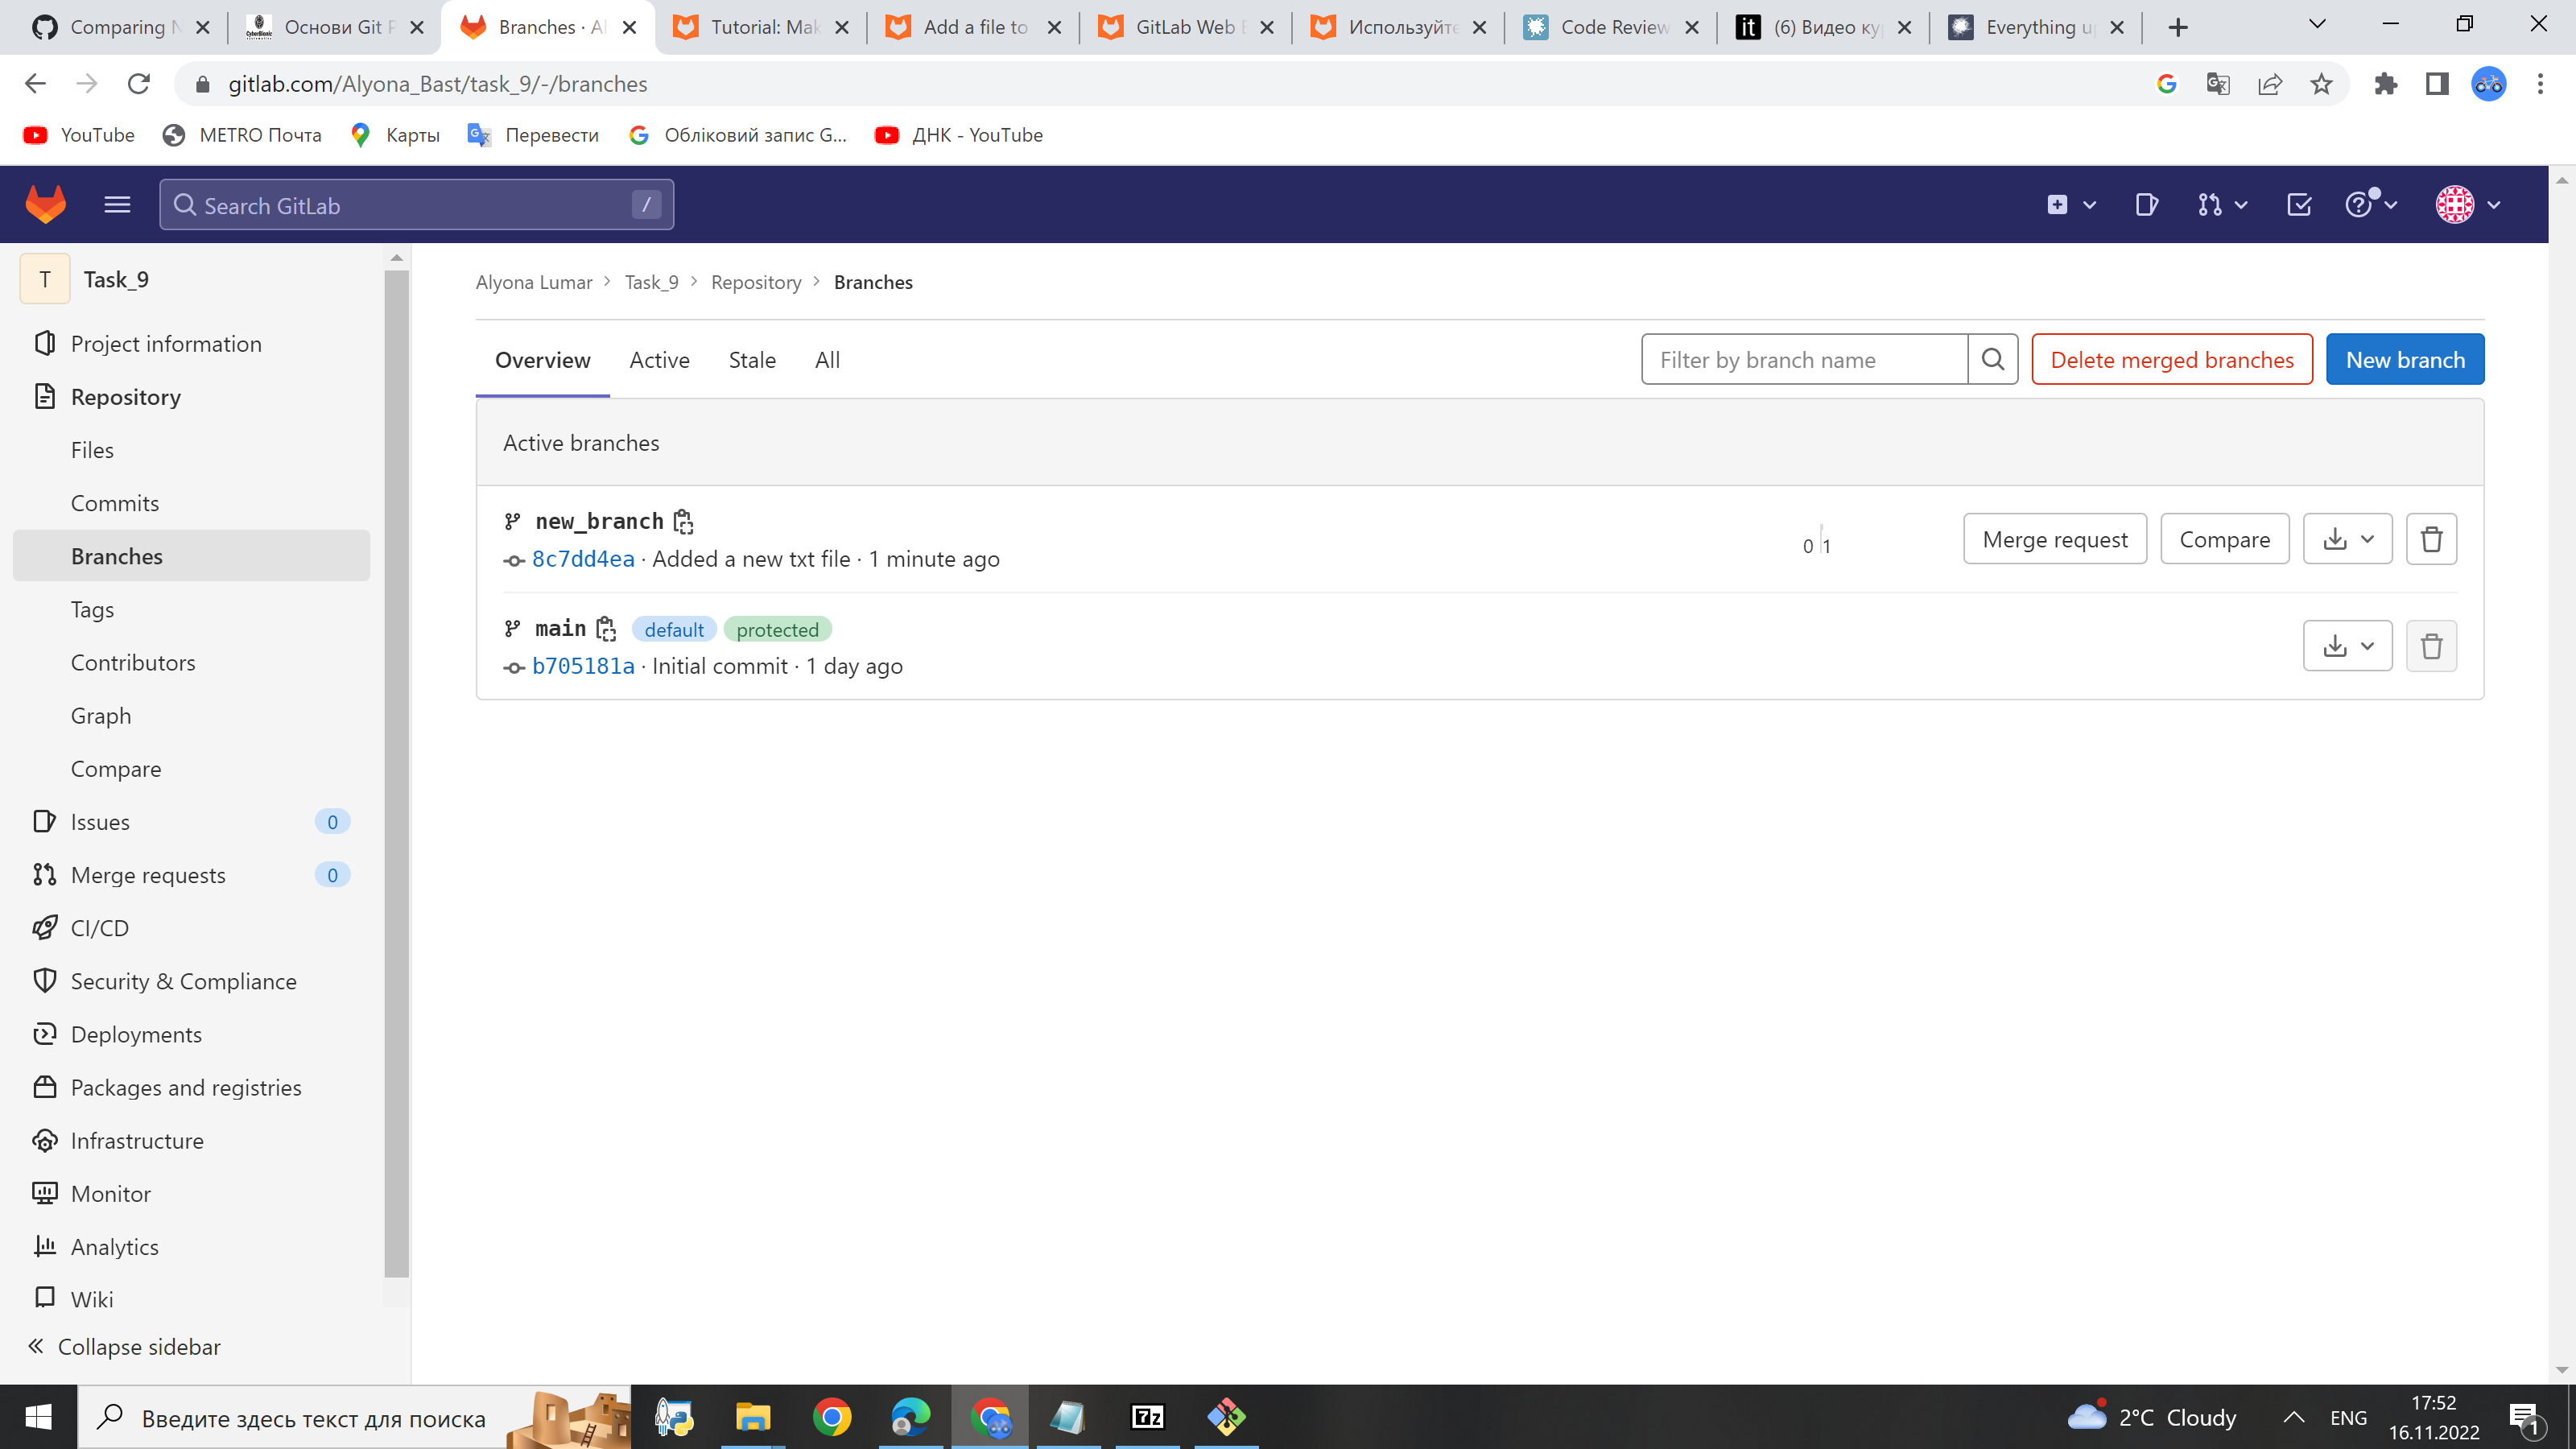 Comparing
Основи Git
Branches · Al
Tutorial: Mak
Add a file to
GitLab Web
Используйте
Code Review
(6) Видео ку
Everything up
gitlab.com/Alyona_Bast/task_9/-/branches
YouTube
METRO Почта
Карты
Перевести
Обліковий запис G...
ДНК - YouTube
Search GitLab
/
T
Task_9
Project information
Repository
Files
Commits
Branches
Tags
Contributors
Graph
Compare
Issues 0
Merge requests 0
CI/CD
Security & Compliance
Deployments
Packages and registries
Infrastructure
Monitor
Analytics
Wiki
Collapse sidebar
Alyona Lumar > Task_9 > Repository > Branches
Overview Active Stale All
Filter by branch name
Delete merged branches
New branch
Active branches
new_branch
8c7dd4ea · Added a new txt file · 1 minute ago
0 1
Merge request
Compare
main default protected
b705181a · Initial commit · 1 day ago
Введите здесь текст для поиска
2°C Cloudy
ENG
17:52
16.11.2022
1